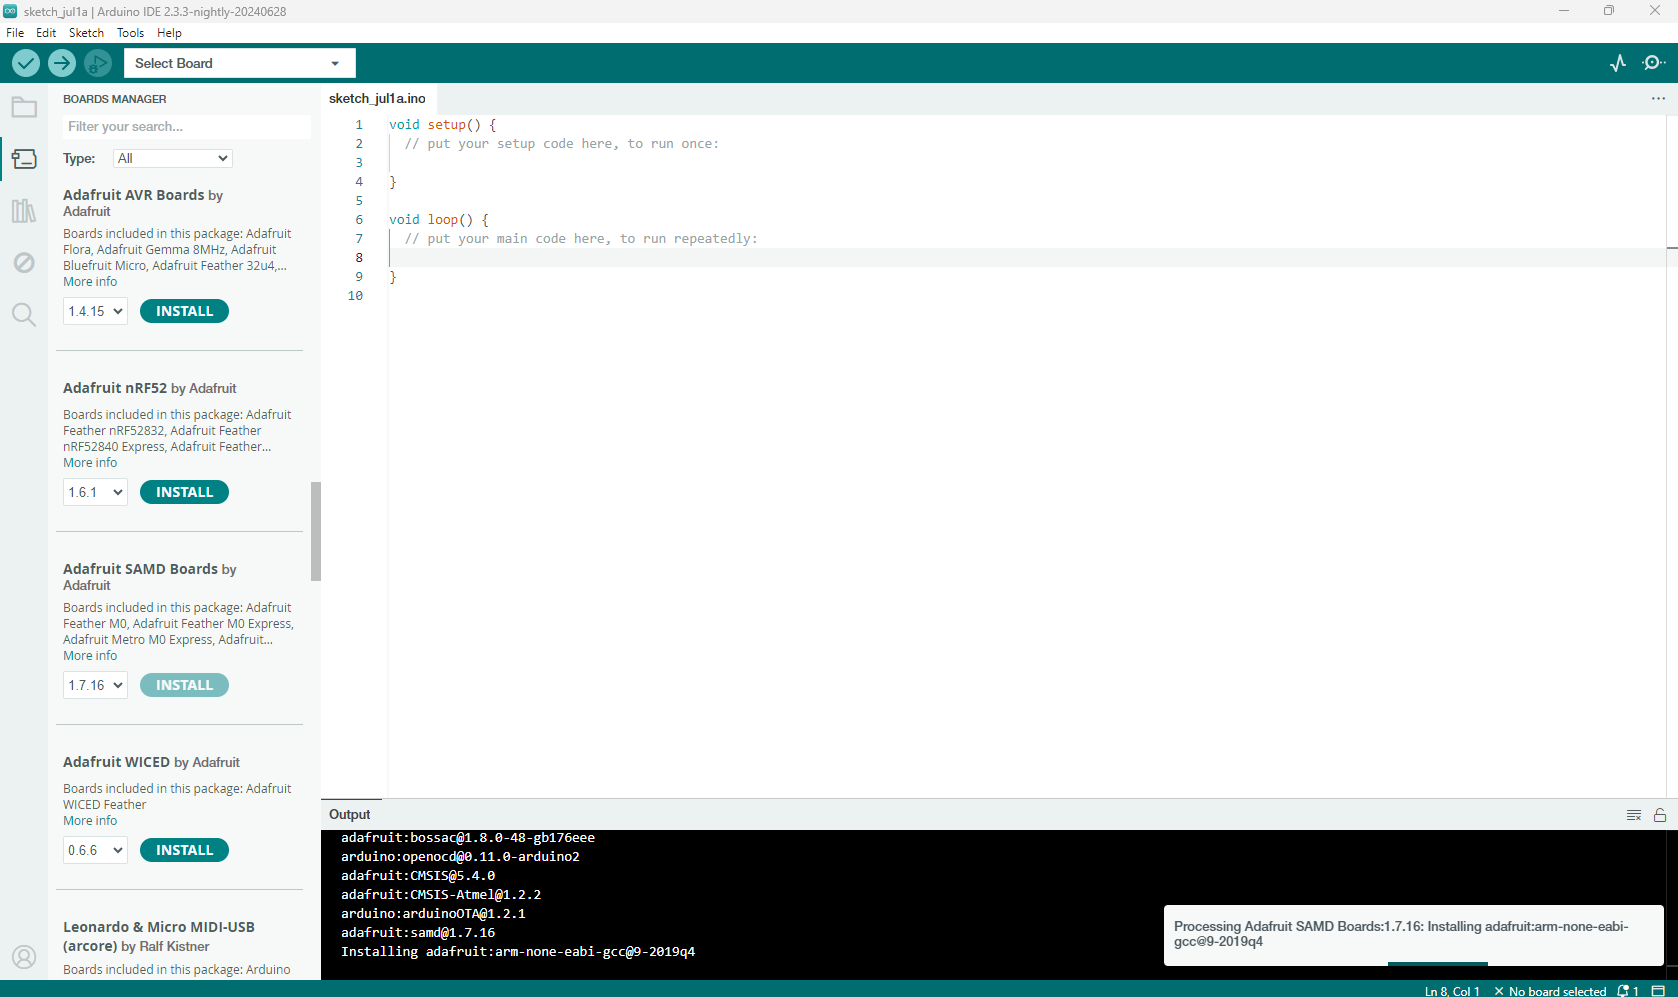 sketch_jul1a | Arduino IDE 2.3.3-nightly-20240628
File Edit Sketch Tools Help
Select Board
BOARDS MANAGER
Filter your search...
Type: All
Adafruit AVR Boards by
Adafruit
Boards included in this package: Adafruit
Flora, Adafruit Gemma 8MHz, Adafruit
Bluefruit Micro, Adafruit Feather 32u4,...
More info
1.4.15 INSTALL
Adafruit nRF52 by Adafruit
Boards included in this package: Adafruit
Feather nRF52832, Adafruit Feather
nRF52840 Express, Adafruit Feather...
More info
1.6.1 INSTALL
Adafruit SAMD Boards by
Adafruit
Boards included in this package: Adafruit
Feather M0, Adafruit Feather M0 Express,
Adafruit Metro M0 Express, Adafruit...
More info
1.7.16 INSTALL
Adafruit WICED by Adafruit
Boards included in this package: Adafruit
WICED Feather
More info
0.6.6 INSTALL
Leonardo & Micro MIDI-USB
(arcore) by Ralf Kistner
Boards included in this package: Arduino
sketch_jul1a.ino
1 void setup() {
2 // put your setup code here, to run once:
3
4 }
5
6 void loop() {
7 // put your main code here, to run repeatedly:
8
9 }
10
Output
adafruit:bossac@1.8.0-48-gb176eee
arduino:openocd@0.11.0-arduino2
adafruit:CMSIS@5.4.0
adafruit:CMSIS-Atmel@1.2.2
arduino:arduinoOTA@1.2.1
adafruit:samd@1.7.16
Installing adafruit:arm-none-eabi-gcc@9-2019q4
Processing Adafruit SAMD Boards:1.7.16: Installing adafruit:arm-none-eabi-
gcc@9-2019q4
Ln 8, Col 1 × No board selected 1